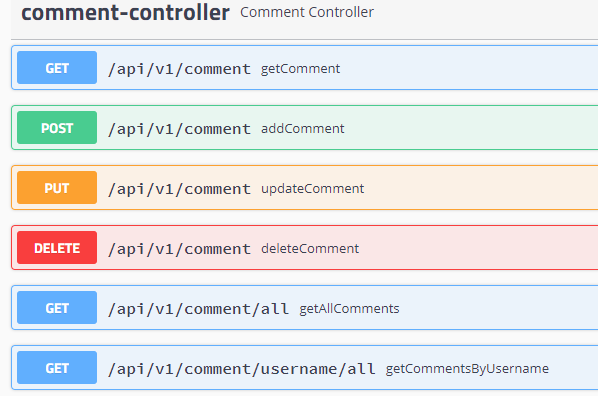 comment-controller Comment Controller
GET /api/v1/comment getComment
POST /api/v1/comment addComment
PUT /api/v1/comment updateComment
DELETE /api/v1/comment deleteComment
GET /api/v1/comment/all getAllComments
GET /api/v1/comment/username/all getCommentsByUsername